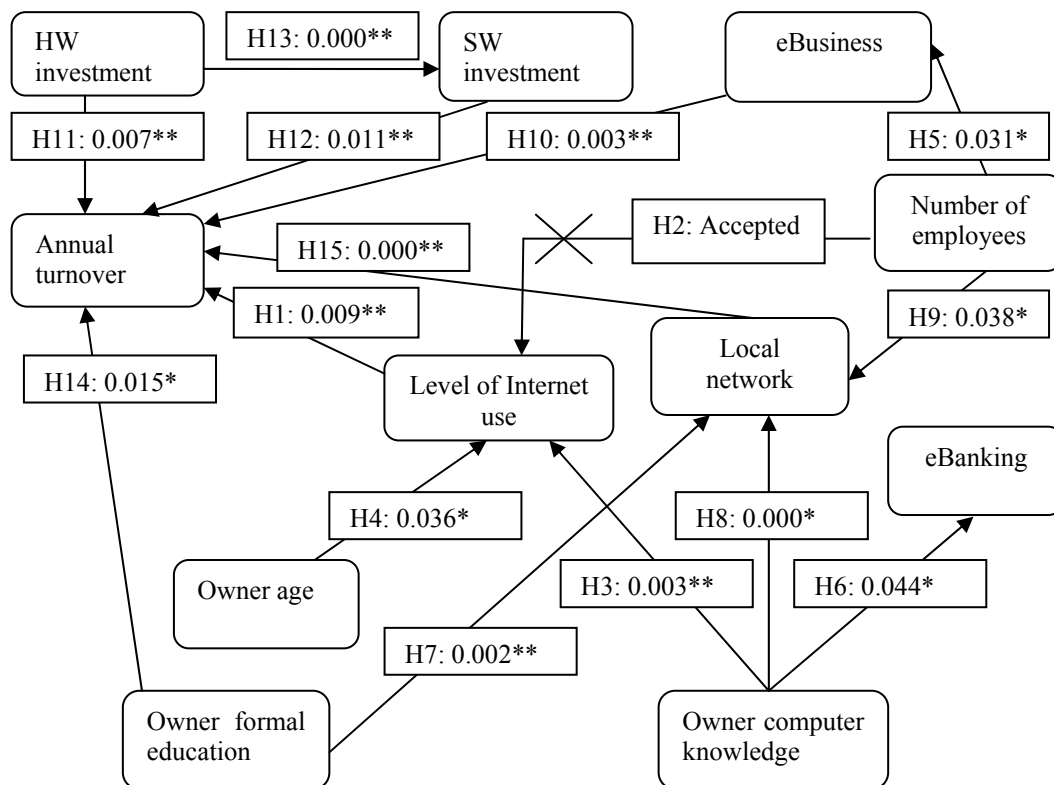 HW
investment
H13: 0.000**
SW
investment
eBusiness
H11: 0.007**
H12: 0.011**
H10: 0.003**
H5: 0.031*
Annual
turnover
H15: 0.000**
H2: Accepted
Number of
employees
H1: 0.009**
H9: 0.038*
H14: 0.015*
Level of Internet
use
Local
network
eBanking
H4: 0.036*
H8: 0.000*
Owner age
H3: 0.003**
H6: 0.044*
H7: 0.002**
Owner formal
education
Owner computer
knowledge